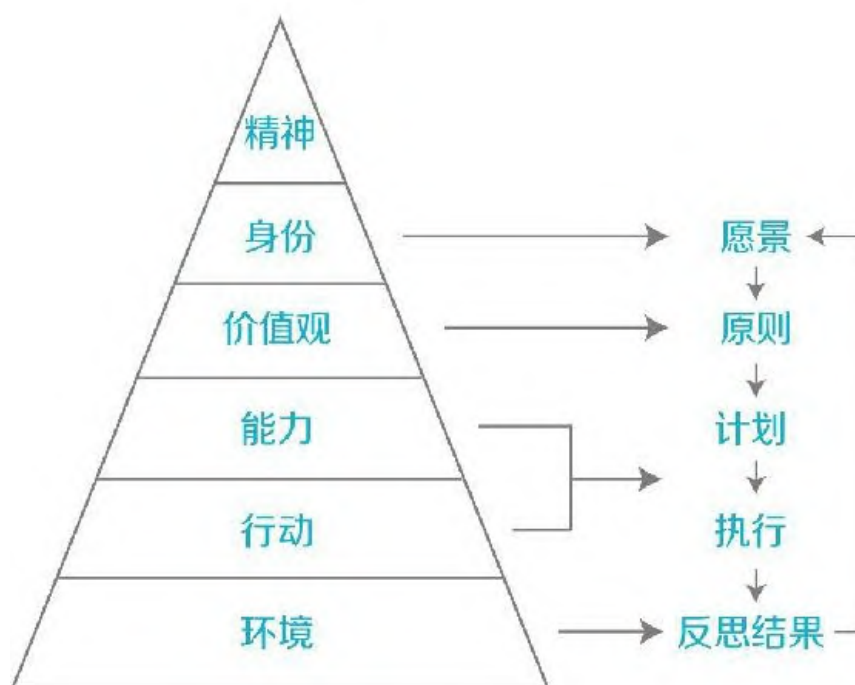 精神
身份
愿景
价值观
原则
能力
计划
行动
执行
环境
反思结果